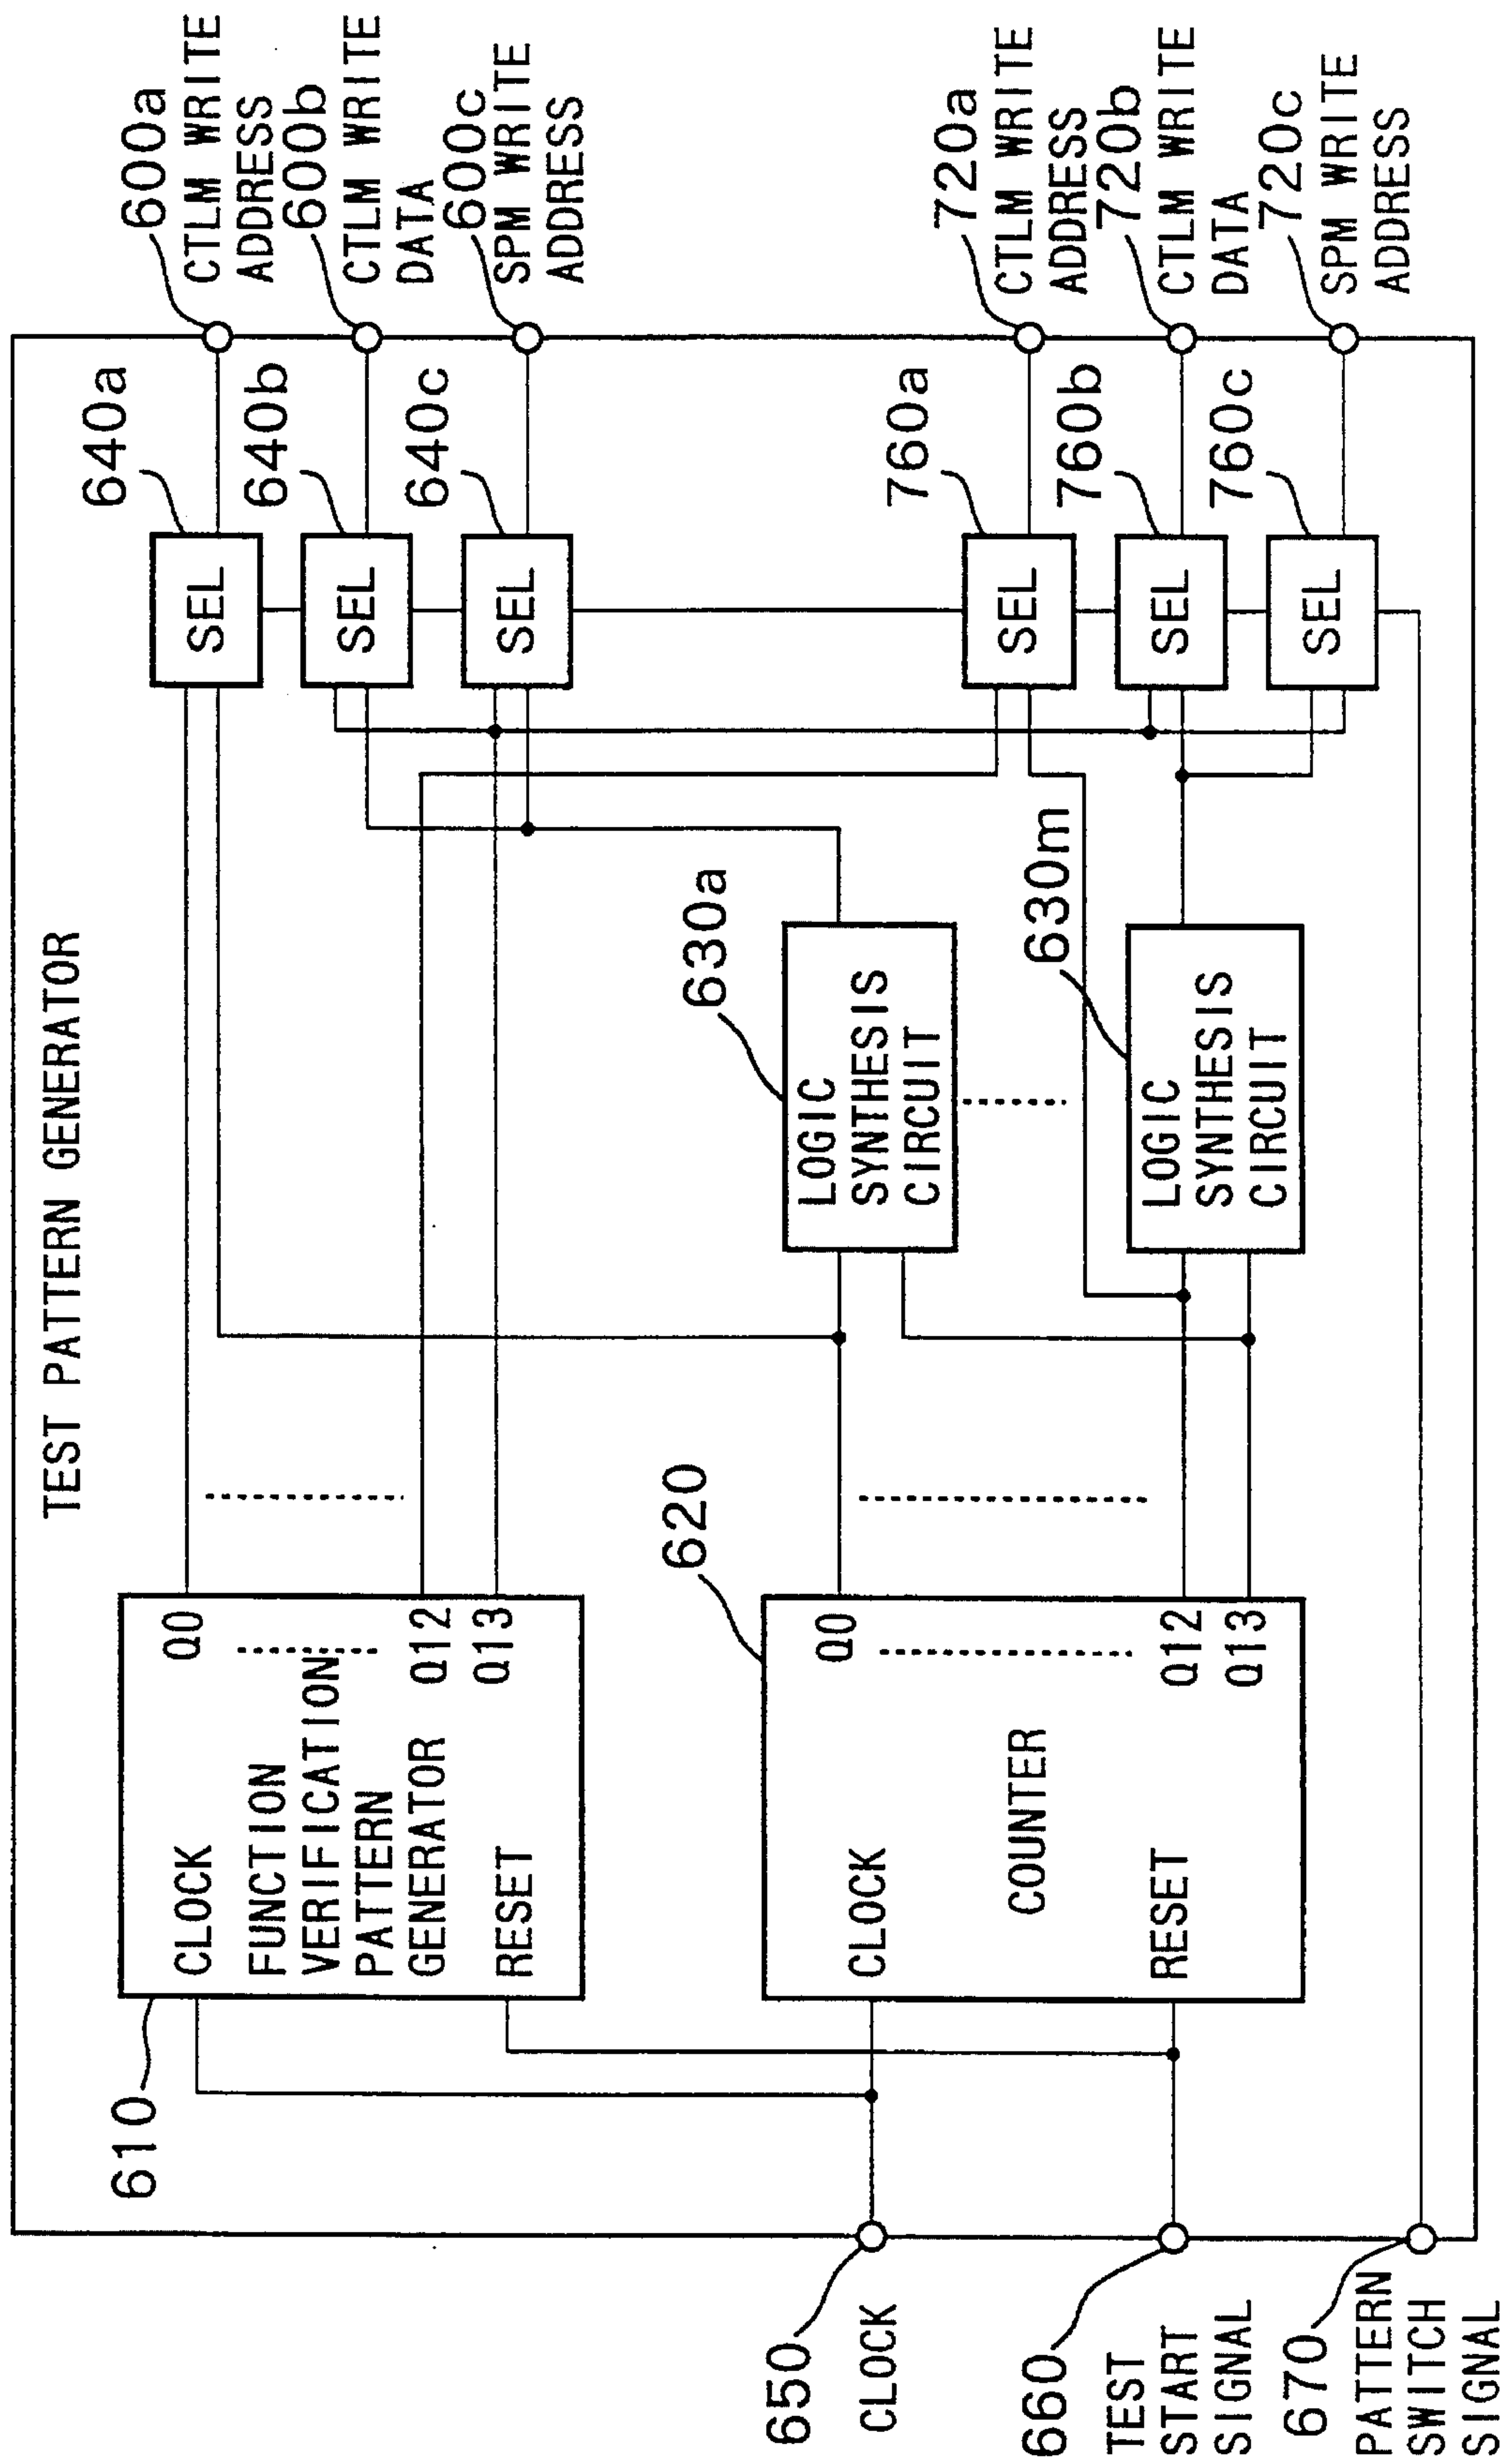 TEST PATTERN GENERATOR
610
CLOCK
FUNCTION
VERIFICATION
PATTERN
GENERATOR
RESET
Q0
Q12
Q13
620
CLOCK
COUNTER
RESET
Q0
Q12
Q13
650
CLOCK
660
TEST
START
SIGNAL
670
PATTERN
SWITCH
SIGNAL
630a
LOGIC
SYNTHESIS
CIRCUIT
630m
LOGIC
SYNTHESIS
CIRCUIT
640a
SEL
640b
SEL
640c
SEL
760a
SEL
760b
SEL
760c
SEL
600a
CTLM WRITE
ADDRESS
600b
CTLM WRITE
DATA
600c
SPM WRITE
ADDRESS
720a
CTLM WRITE
ADDRESS
720b
CTLM WRITE
DATA
720c
SPM WRITE
ADDRESS